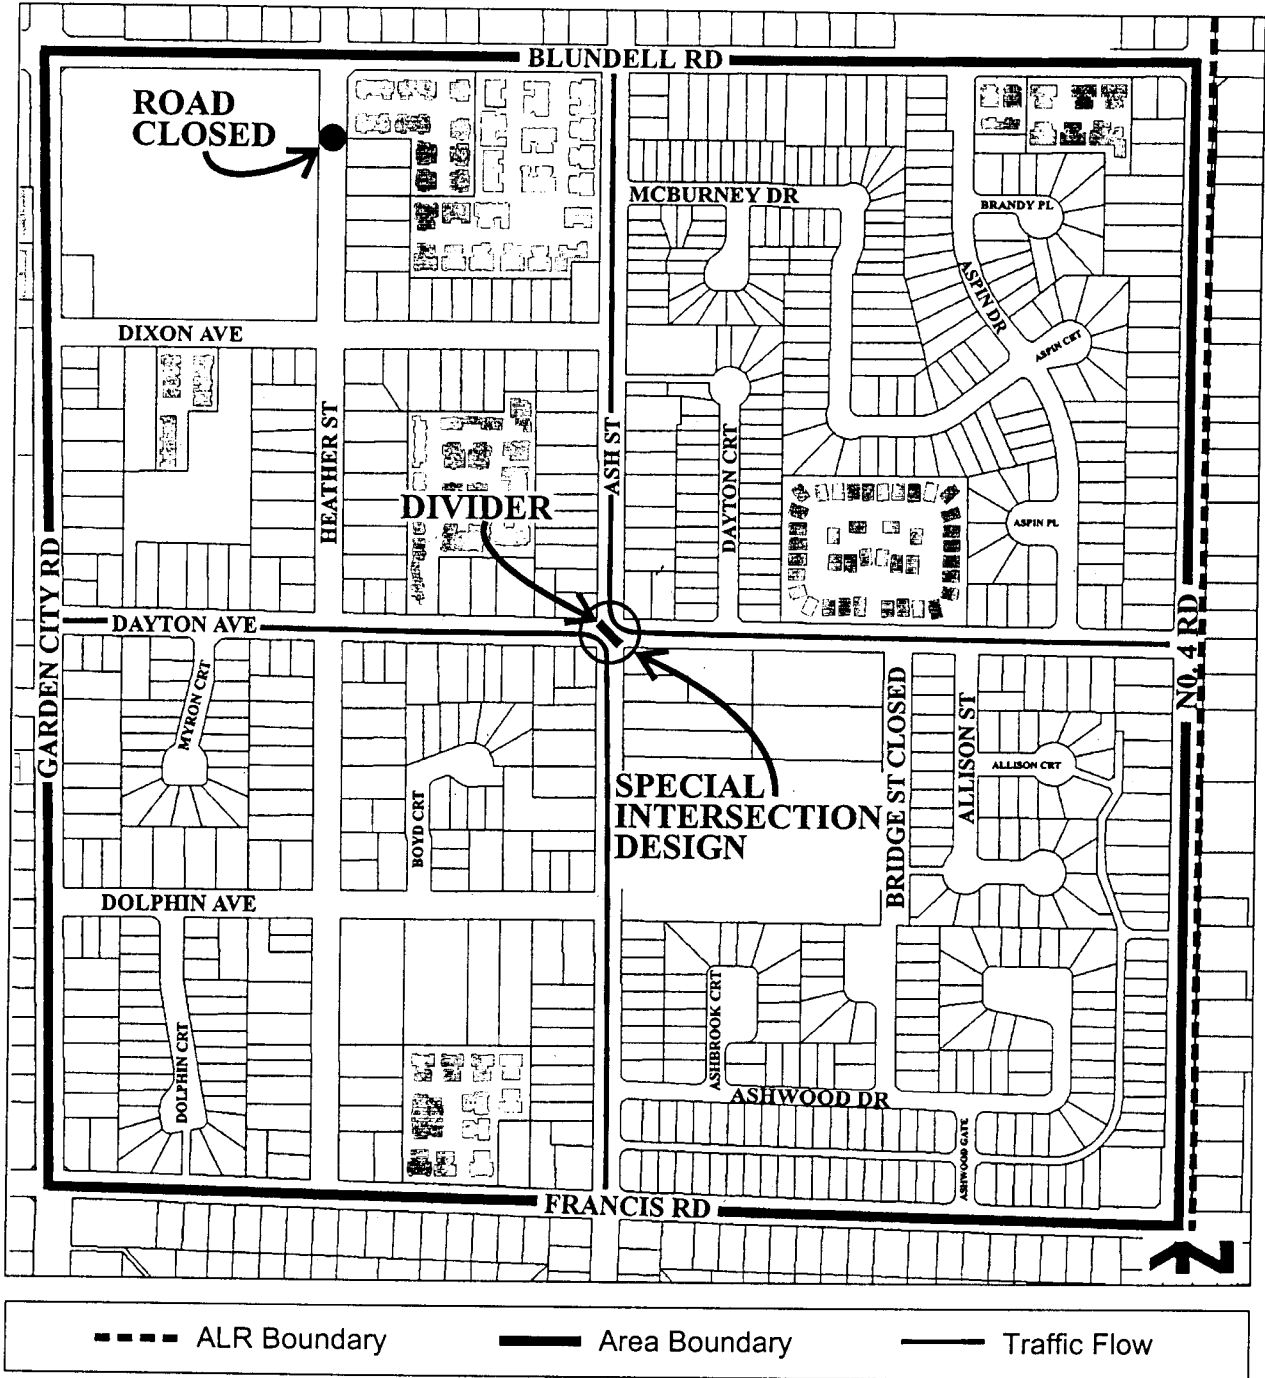 BLUNDELL RD
ROAD
CLOSED
MCBURNEY DR
BRANDY PL
ASPIN DR
DIXON AVE
ASPIN CRT
HEATHER ST
ASH ST
DAYTON CRT
DIVIDER
ASPIN PL
GARDEN CITY RD
DAYTON AVE
NO. 4 RD
MYRON CRT
BRIDGE ST CLOSED
ALLISON ST
ALLISON CRT
SPECIAL
INTERSECTION
DESIGN
BOYD CRT
DOLPHIN AVE
DOLPHIN CRT
ASHBROOK CRT
ASHWOOD DR
ASHWOOD GATE
FRANCIS RD
N
ALR Boundary
Area Boundary
Traffic Flow